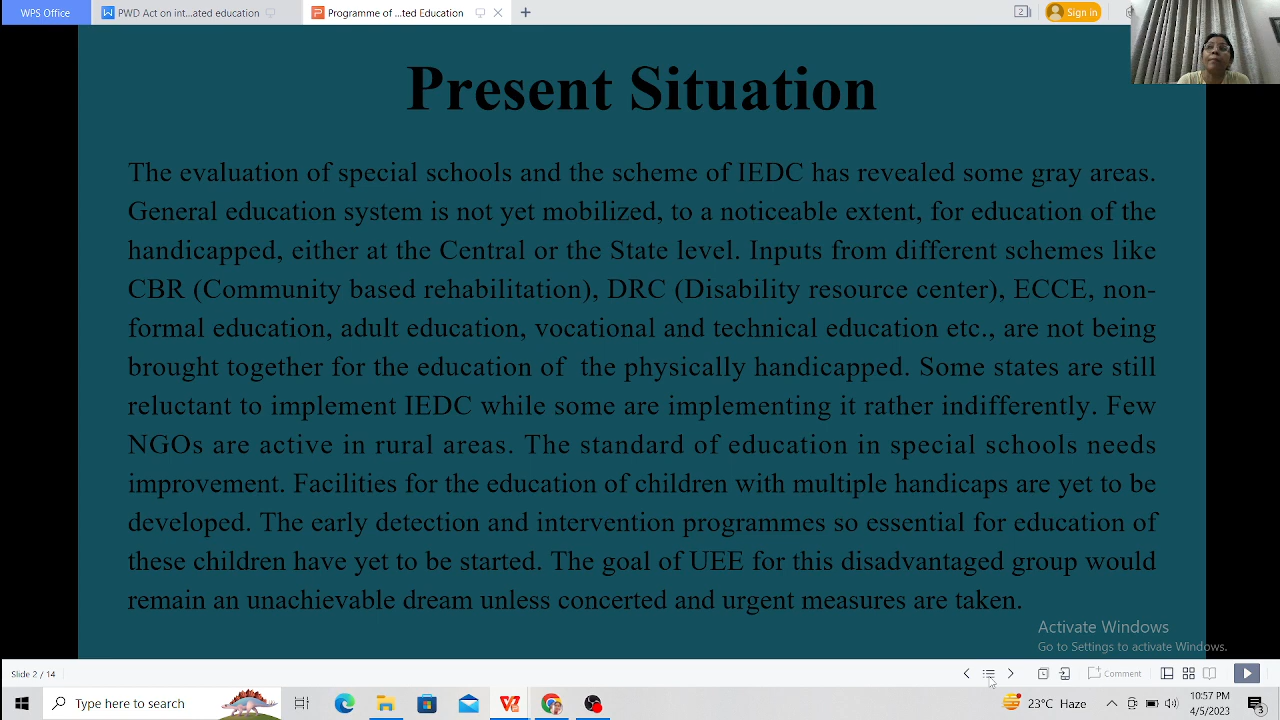 WPS Office
PWD Act on inte...ated education
Programme of ...ted Education
+
2
Sign in
Present Situation
The evaluation of special schools and the scheme of IEDC has revealed some gray areas.
General education system is not yet mobilized, to a noticeable extent, for education of the
handicapped, either at the Central or the State level. Inputs from different schemes like
CBR (Community based rehabilitation), DRC (Disability resource center), ECCE, non-
formal education, adult education, vocational and technical education etc., are not being
brought together for the education of the physically handicapped. Some states are still
reluctant to implement IEDC while some are implementing it rather indifferently. Few
NGOs are active in rural areas. The standard of education in special schools needs
improvement. Facilities for the education of children with multiple handicaps are yet to be
developed. The early detection and intervention programmes so essential for education of
these children have yet to be started. The goal of UEE for this disadvantaged group would
remain an unachievable dream unless concerted and urgent measures are taken.
Activate Windows
Go to Settings to activate Windows.
Slide 2 / 14
Comment
Type here to search
23°C Haze
10:57 PM
4/5/2023
3